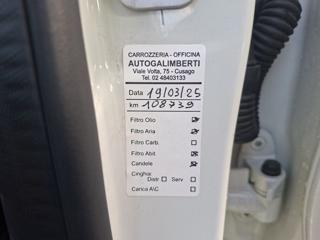 CARROZZERIA - OFFICINA
AUTOGALIMBERTI
Viale Volta, 75 - Cusago
Tel. 02 48403133
Data 19/03/25
km 108739
Filtro Olio
Filtro Aria
Filtro Carb.
Filtro Abit.
Candele
Cinghia:
Distr Serv
Carica A\C